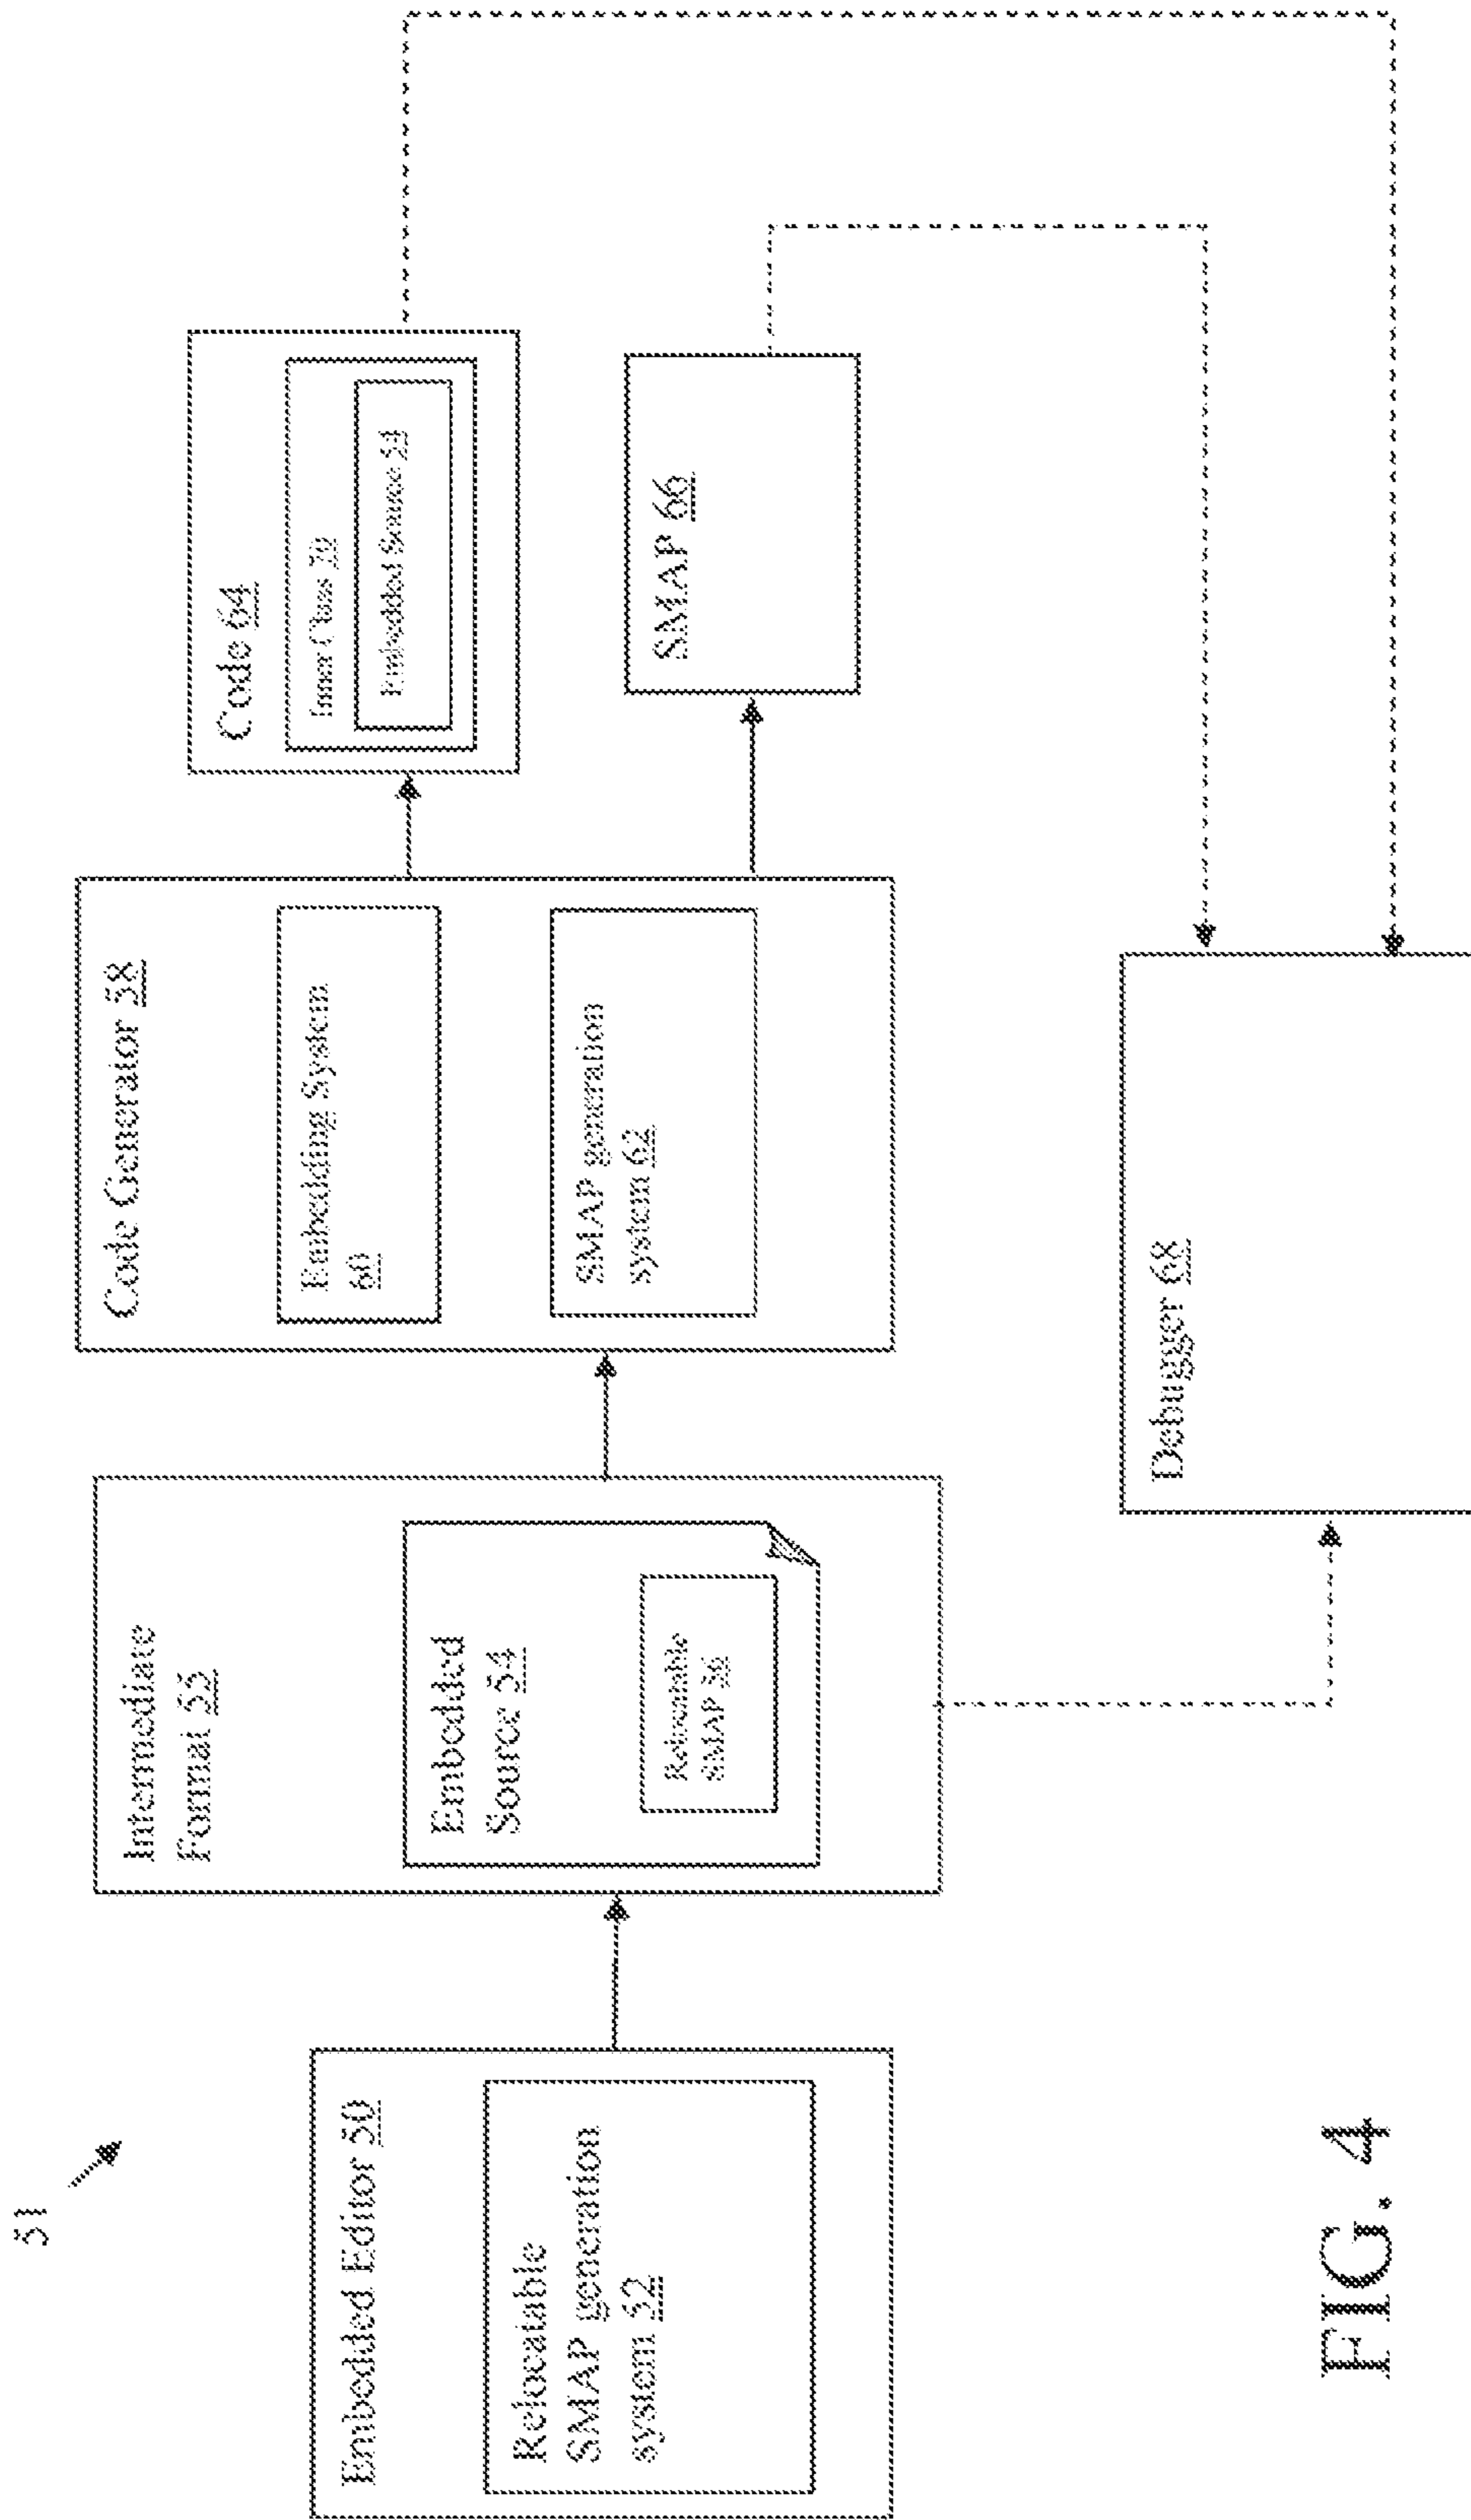 51
Embedded Editor 50
Relocatable
SMAP generation
system 52
Intermediate
Format 55
Embedded
Source 54
Relocatable
SMAP 56
Code Generator 58
Embedding System
60
SMAP generation
system 62
Code 64
Inner Class 70
Embedded Source 54
SMAP 66
Debugger 68
FIG. 4